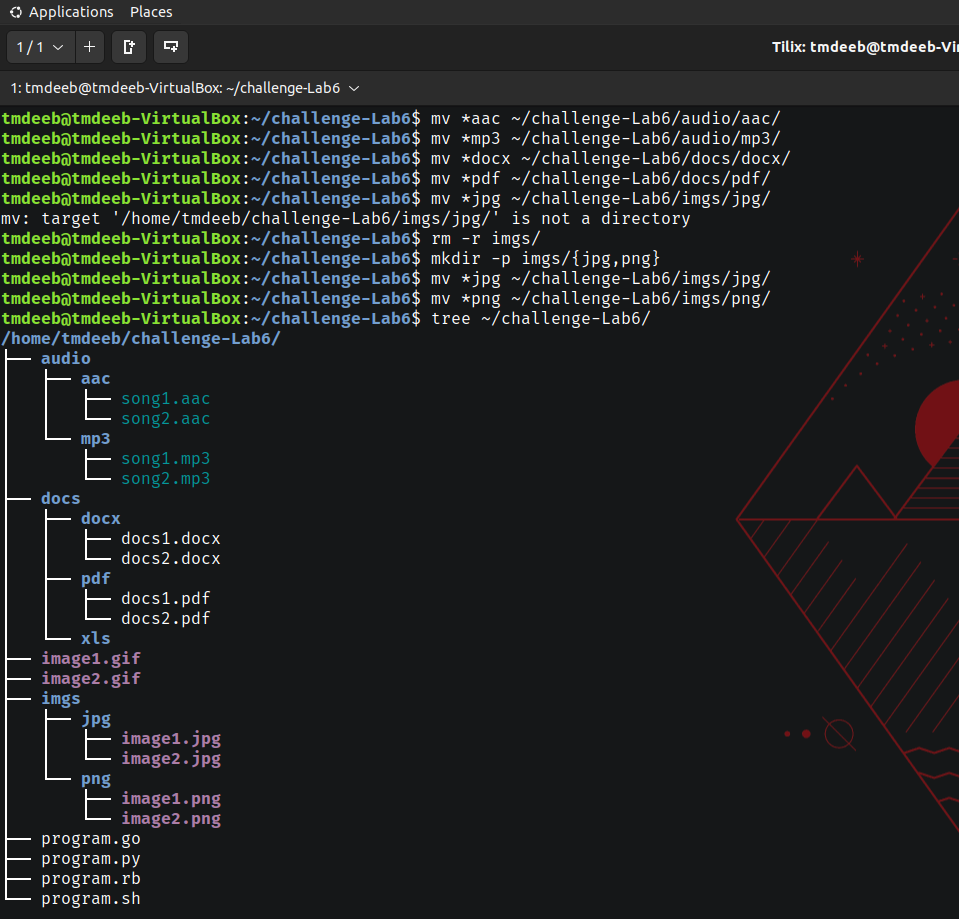 Applications Places
1 / 1
Tilix: tmdeeb@tmdeeb-Vi
1: tmdeeb@tmdeeb-VirtualBox: ~/challenge-Lab6
tmdeeb@tmdeeb-VirtualBox:~/challenge-Lab6$ mv *aac ~/challenge-Lab6/audio/aac/
tmdeeb@tmdeeb-VirtualBox:~/challenge-Lab6$ mv *mp3 ~/challenge-Lab6/audio/mp3/
tmdeeb@tmdeeb-VirtualBox:~/challenge-Lab6$ mv *docx ~/challenge-Lab6/docs/docx/
tmdeeb@tmdeeb-VirtualBox:~/challenge-Lab6$ mv *pdf ~/challenge-Lab6/docs/pdf/
tmdeeb@tmdeeb-VirtualBox:~/challenge-Lab6$ mv *jpg ~/challenge-Lab6/imgs/jpg/
mv: target '/home/tmdeeb/challenge-Lab6/imgs/jpg/' is not a directory
tmdeeb@tmdeeb-VirtualBox:~/challenge-Lab6$ rm -r imgs/
tmdeeb@tmdeeb-VirtualBox:~/challenge-Lab6$ mkdir -p imgs/{jpg,png}
tmdeeb@tmdeeb-VirtualBox:~/challenge-Lab6$ mv *jpg ~/challenge-Lab6/imgs/jpg/
tmdeeb@tmdeeb-VirtualBox:~/challenge-Lab6$ mv *png ~/challenge-Lab6/imgs/png/
tmdeeb@tmdeeb-VirtualBox:~/challenge-Lab6$ tree ~/challenge-Lab6/
/home/tmdeeb/challenge-Lab6/
├── audio
│   ├── aac
│   │   ├── song1.aac
│   │   └── song2.aac
│   └── mp3
│       ├── song1.mp3
│       └── song2.mp3
├── docs
│   ├── docx
│   │   ├── docs1.docx
│   │   └── docs2.docx
│   ├── pdf
│   │   ├── docs1.pdf
│   │   └── docs2.pdf
│   └── xls
├── image1.gif
├── image2.gif
├── imgs
│   ├── jpg
│   │   ├── image1.jpg
│   │   └── image2.jpg
│   └── png
│       ├── image1.png
│       └── image2.png
├── program.go
├── program.py
├── program.rb
└── program.sh